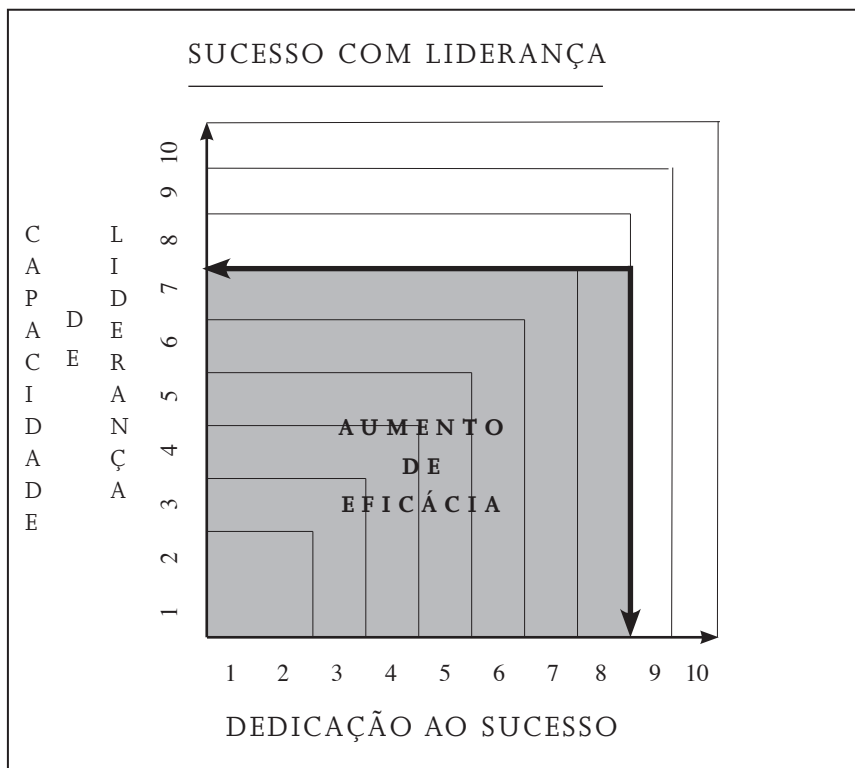 SUCESSO COM LIDERANÇA
CAPACIDADE
DE
LIDERANÇA
10
9
8
7
6
5
4
3
2
1
AUMENTO
DE
EFICÁCIA
1 2 3 4 5 6 7 8 9 10
DEDICAÇÃO AO SUCESSO